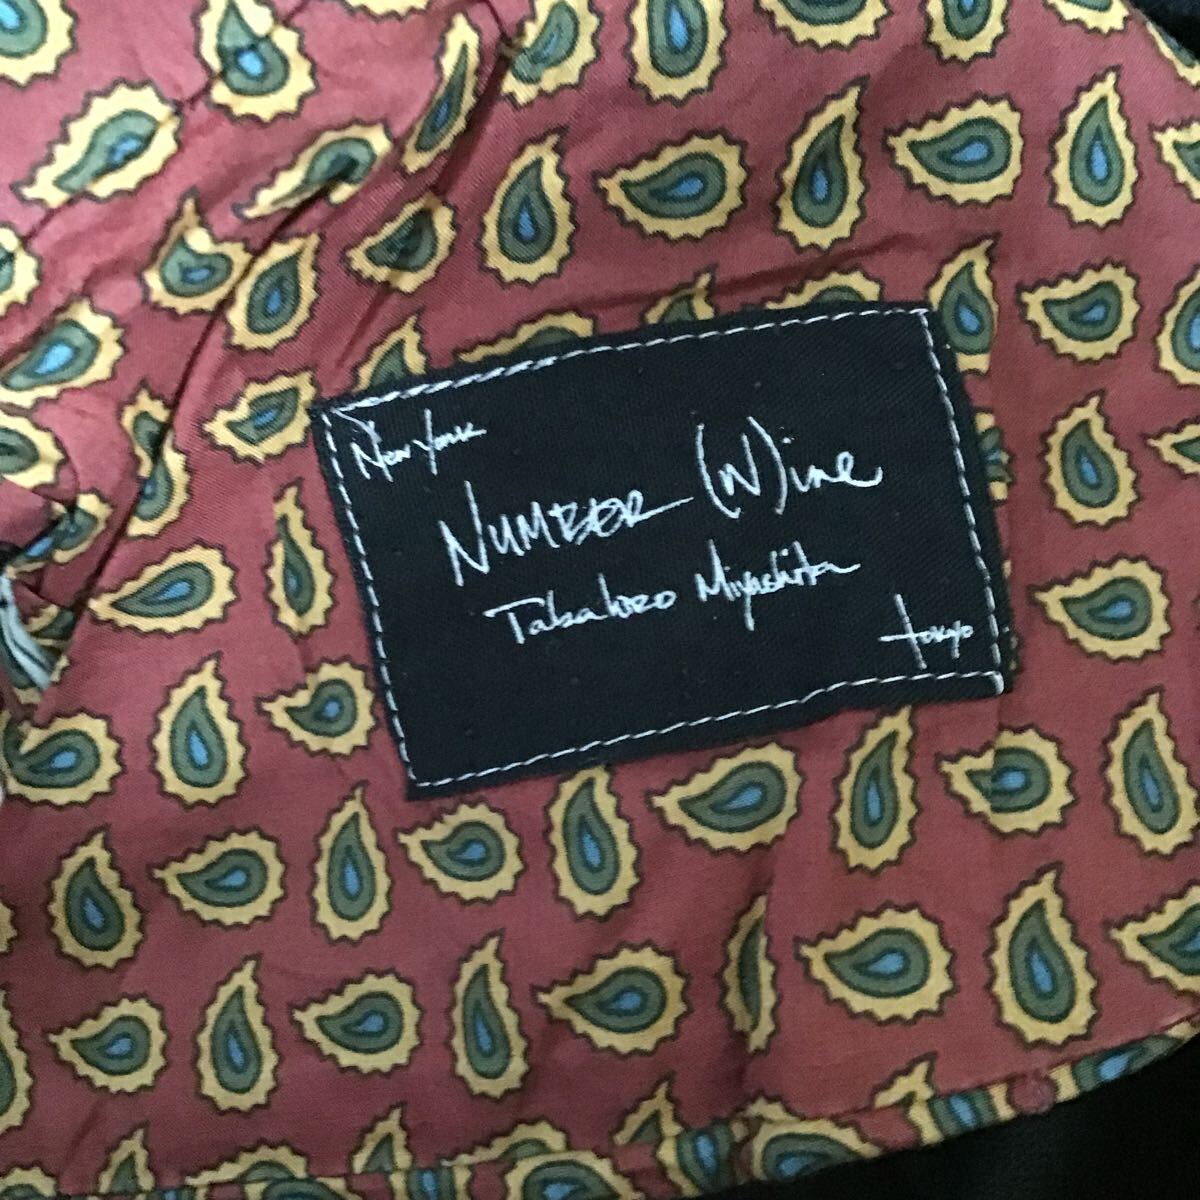 New York
NUMBER (N)ine
Takahiro Miyashita
tokyo